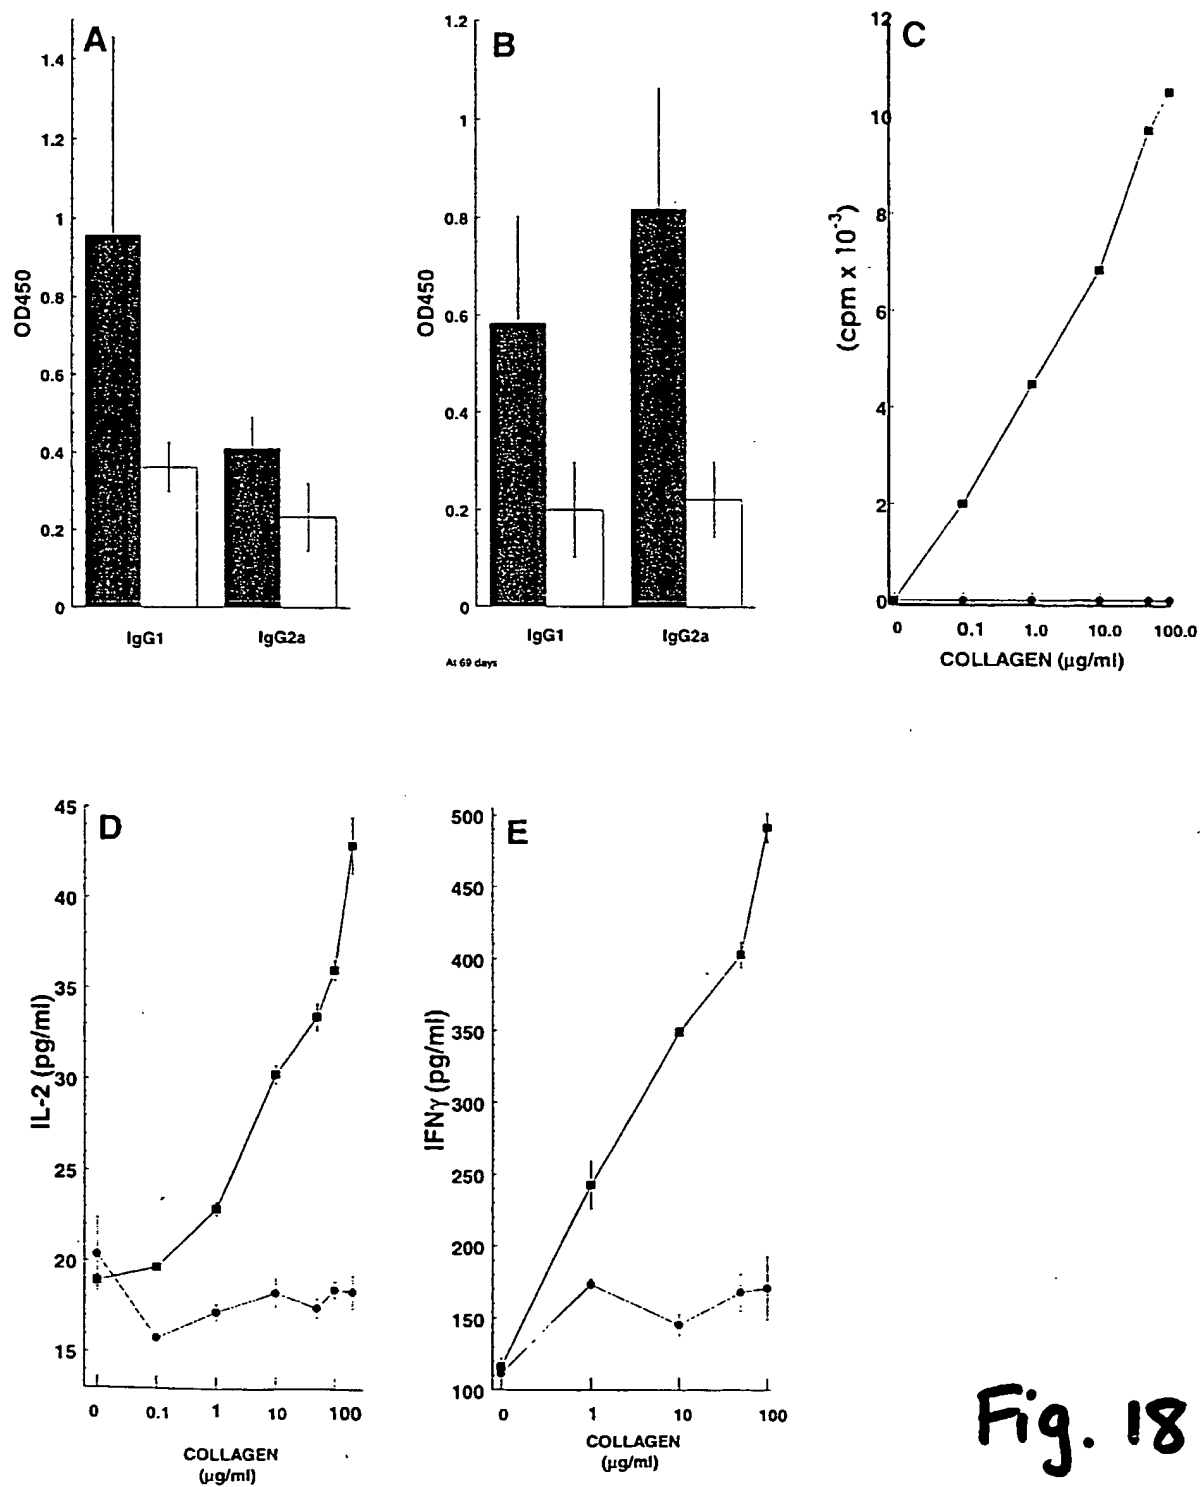 A
1.4
1.2
1
0.8
0.6
0.4
0.2
0
OD450
IgG1 IgG2a
B
1.2
1
0.8
0.6
0.4
0.2
0
OD450
IgG1 IgG2a
At 69 days
C
12
10
8
6
4
2
0
(cpm x 10⁻³)
0 0.1 1.0 10.0 100.0
COLLAGEN (µg/ml)
D
45
40
35
30
25
20
15
IL-2 (pg/ml)
0 0.1 1 10 100
COLLAGEN
(µg/ml)
E
500
450
400
350
300
250
200
150
100
IFNγ (pg/ml)
0 1 10 100
COLLAGEN
(µg/ml)
Fig. 18